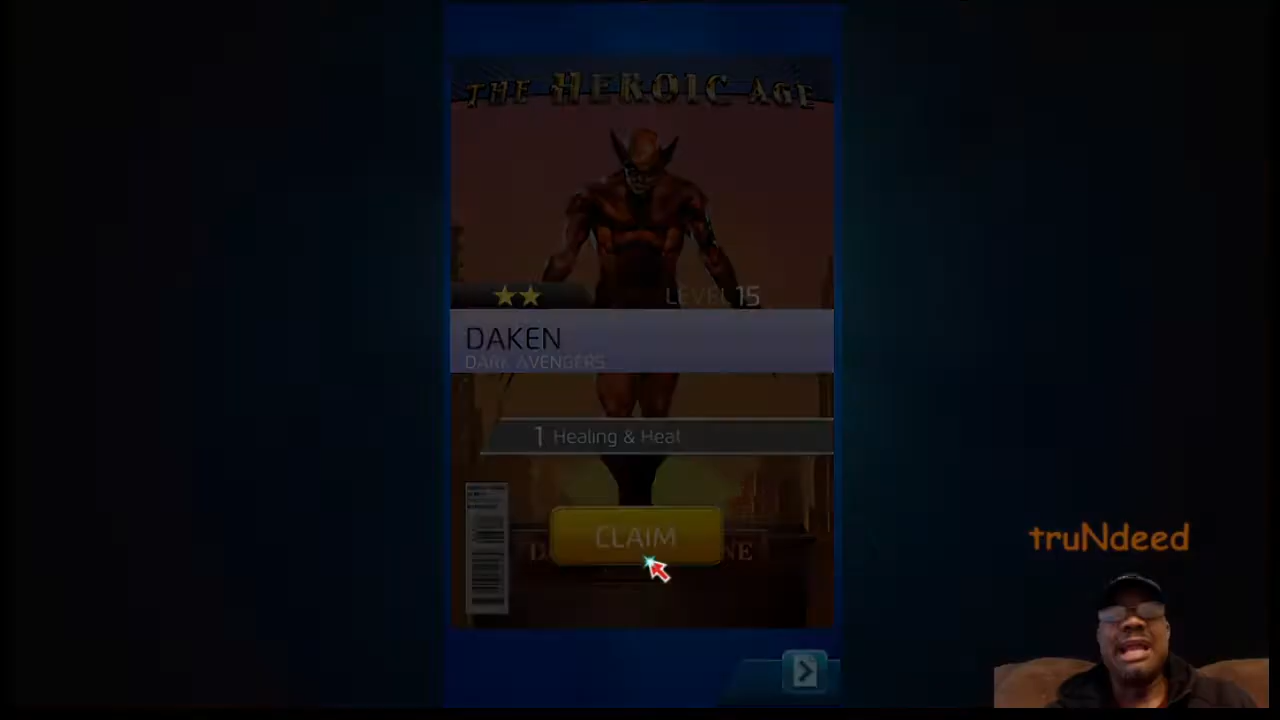 THE HEROIC AGE
LEVEL 15
DAKEN
DARK AVENGERS
1 Healing & Heat
CLAIM
truNdeed